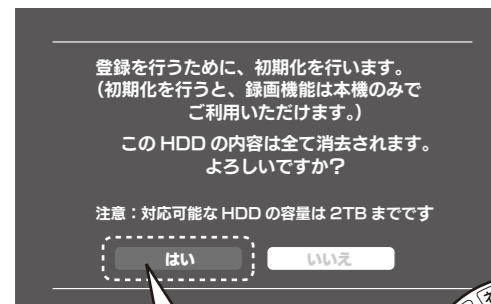 登録を行うために、初期化を行います。
（初期化を行うと、録画機能は本機のみで
ご利用いただけます。）
この HDD の内容は全て消去されます。
よろしいですか？
注意：対応可能な HDD の容量は 2TB までです
はい
いいえ